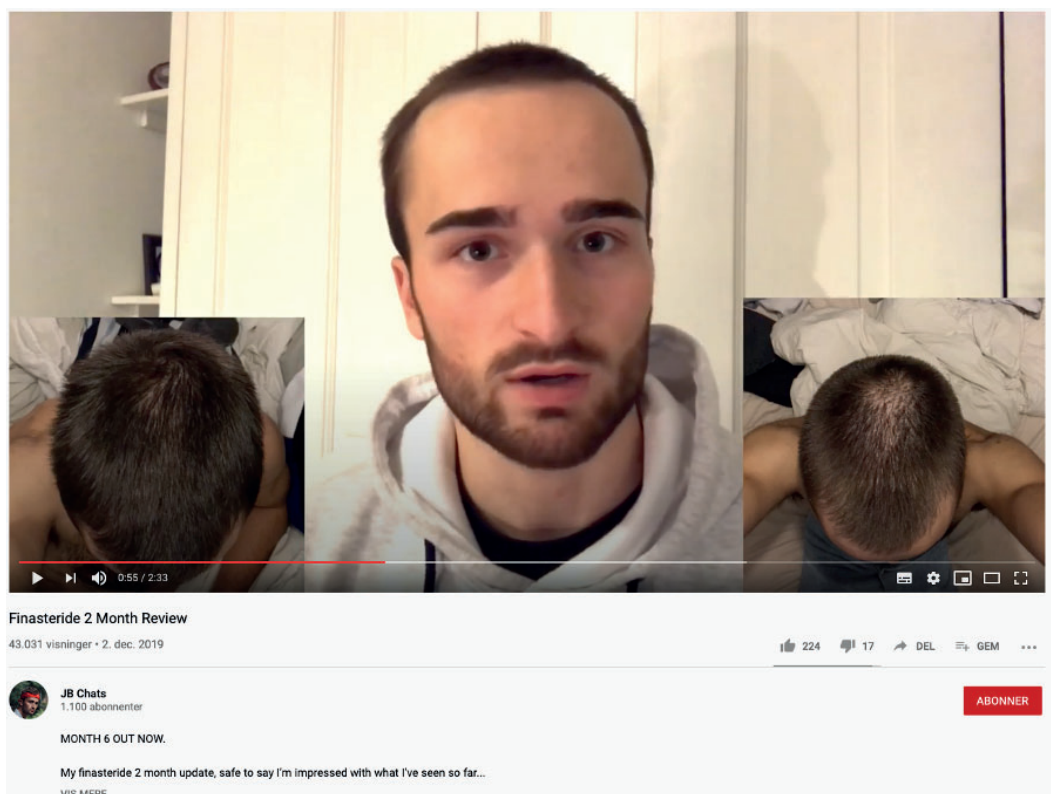 0:55 / 2:33
Finasteride 2 Month Review
43.031 visninger • 2. dec. 2019
224 17 DEL GEM
JB Chats
1.100 abonnenter
ABONNER
MONTH 6 OUT NOW.
My finasteride 2 month update, safe to say I'm impressed with what I've seen so far...
VIS MERE